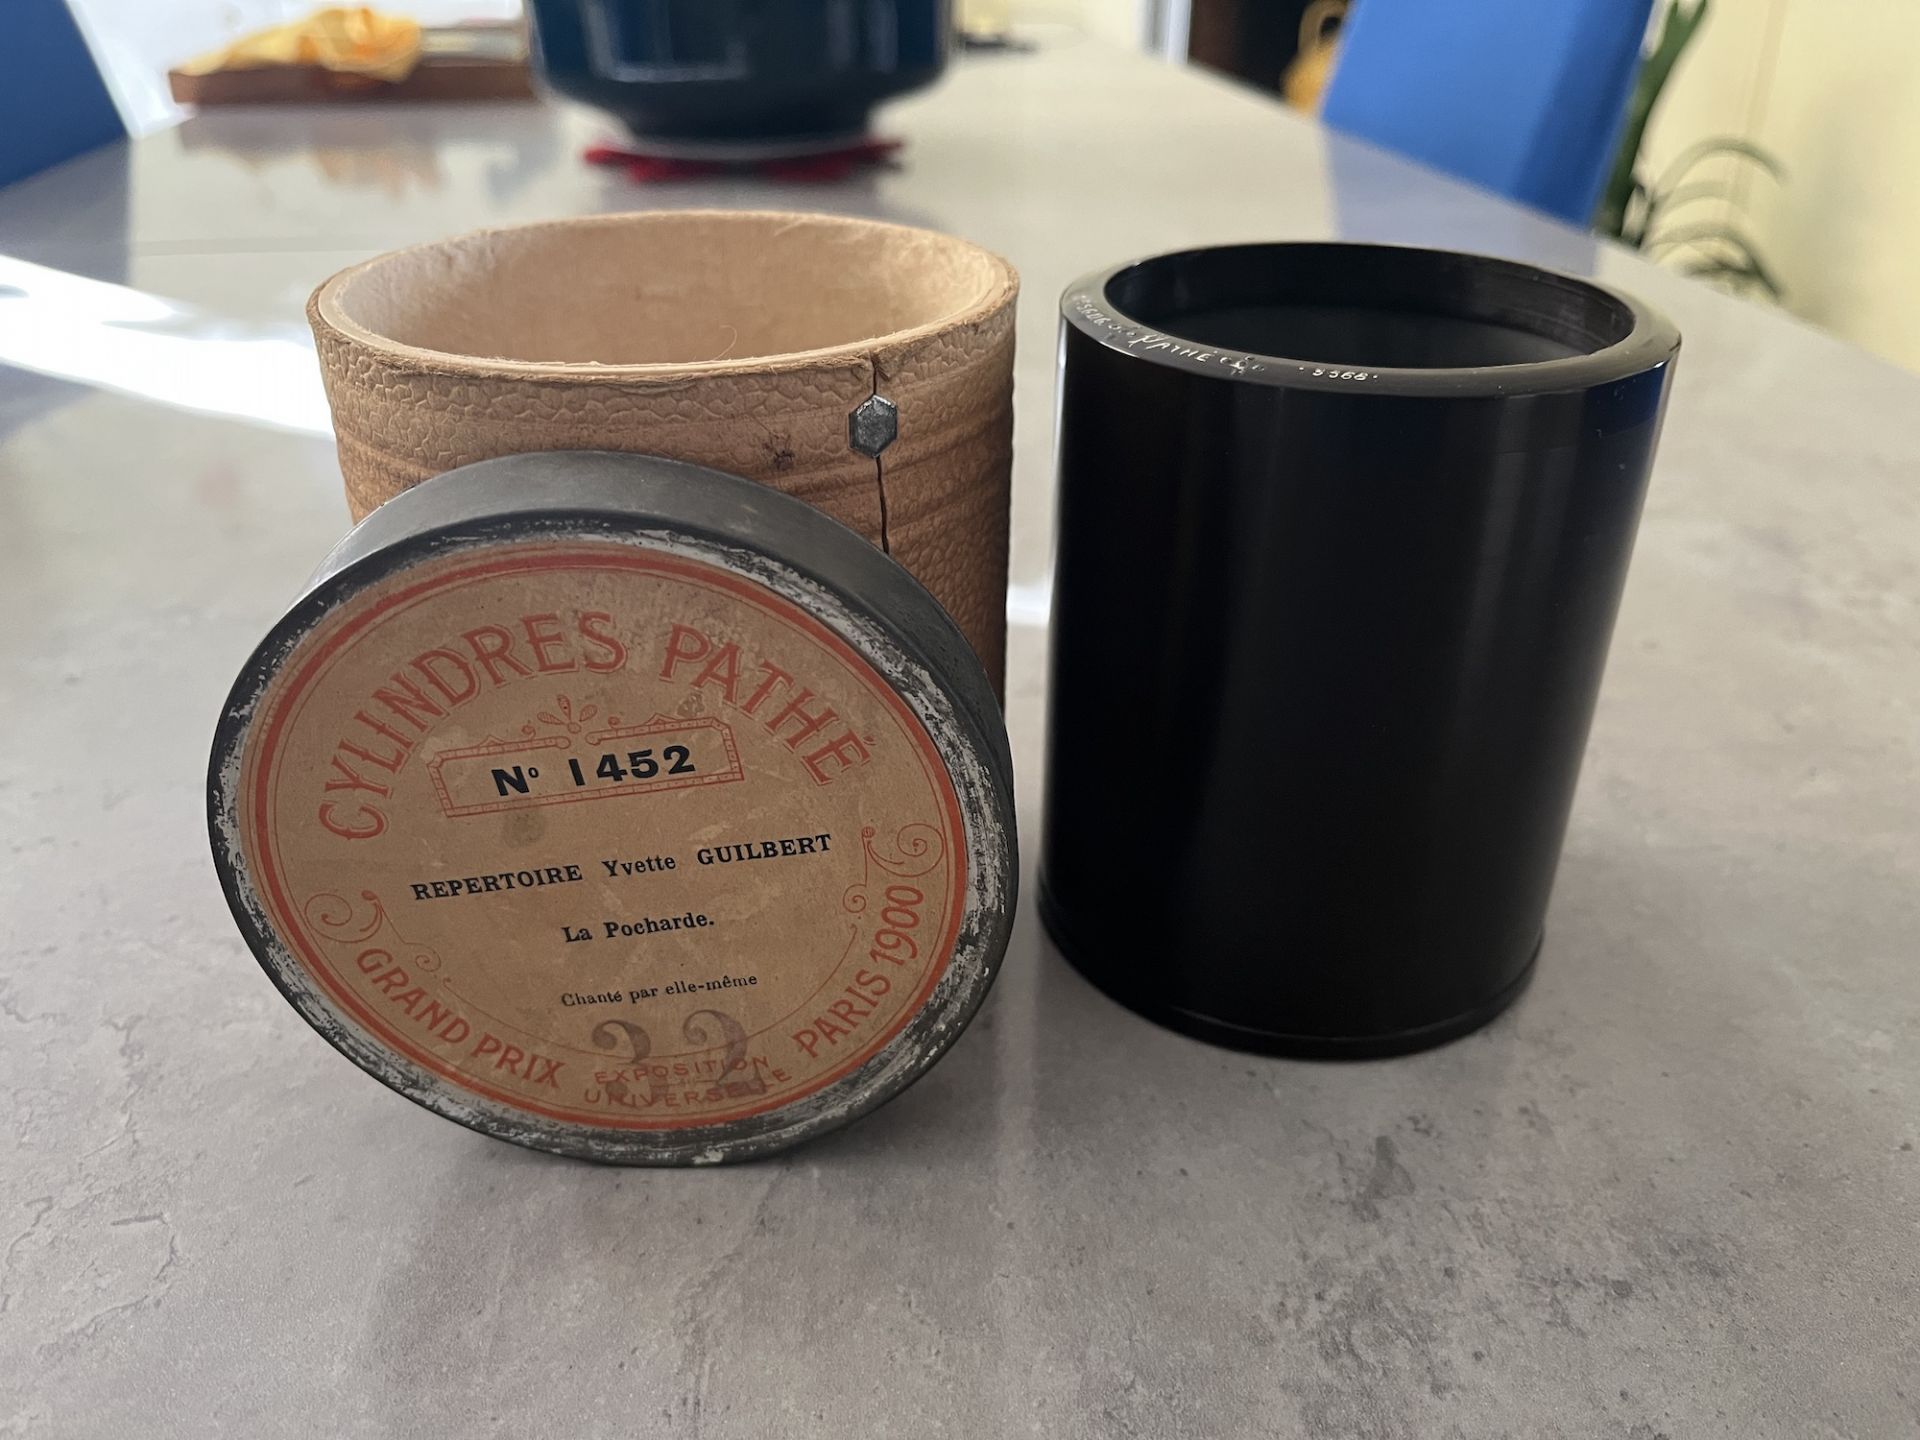 CYLINDRES PATHÉ
Nº 1452
REPERTOIRE Yvette GUILBERT
La Pocharde.
Chanté par elle-même
32
GRAND PRIX EXPOSITION UNIVERSELLE PARIS 1900
PATHÉ